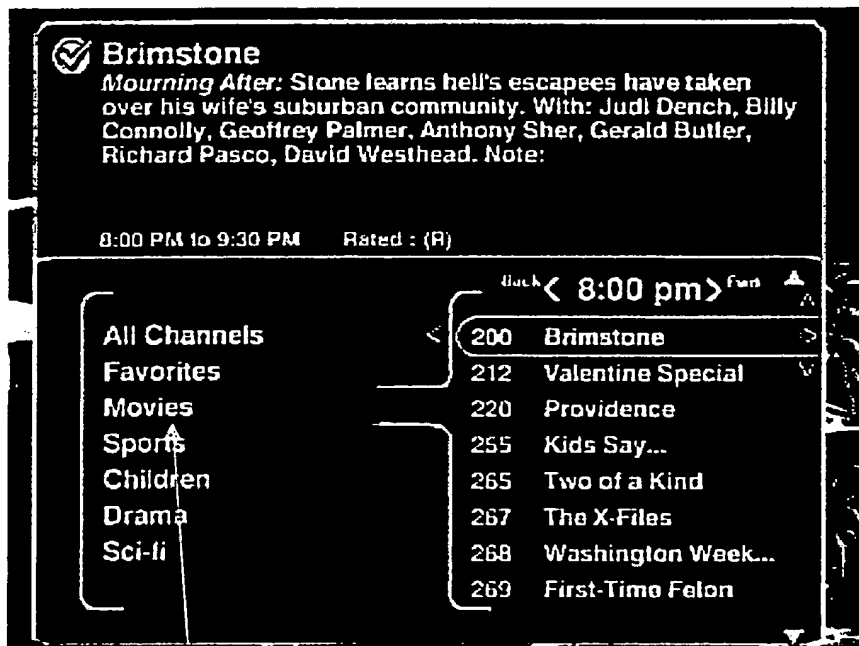 Brimstone
Mourning After: Stone learns hell's escapees have taken
over his wife's suburban community. With: Judi Dench, Billy
Connolly, Geoffrey Palmer, Anthony Sher, Gerald Butler,
Richard Pasco, David Westhead. Note:
8:00 PM to 9:30 PM Rated : (R)
Back < 8:00 pm > Fwd
All Channels < 200 Brimstone >
Favorites 212 Valentine Special
Movies 220 Providence
Sports 255 Kids Say...
Children 265 Two of a Kind
Drama 267 The X-Files
Sci-fi 268 Washington Week...
269 First-Time Felon